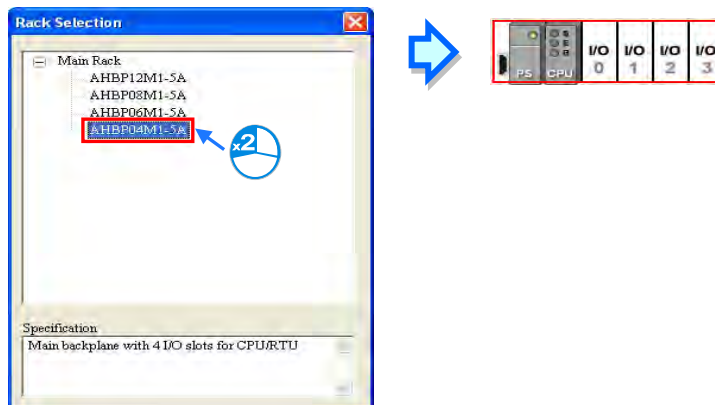 Rack Selection
Main Rack
AHBP12M1-5A
AHBP08M1-5A
AHBP06M1-5A
AHBP04M1-5A
×2
Specification
Main backplane with 4 I/O slots for CPU/RTU
PS CPU I/O 0 I/O 1 I/O 2 I/O 3